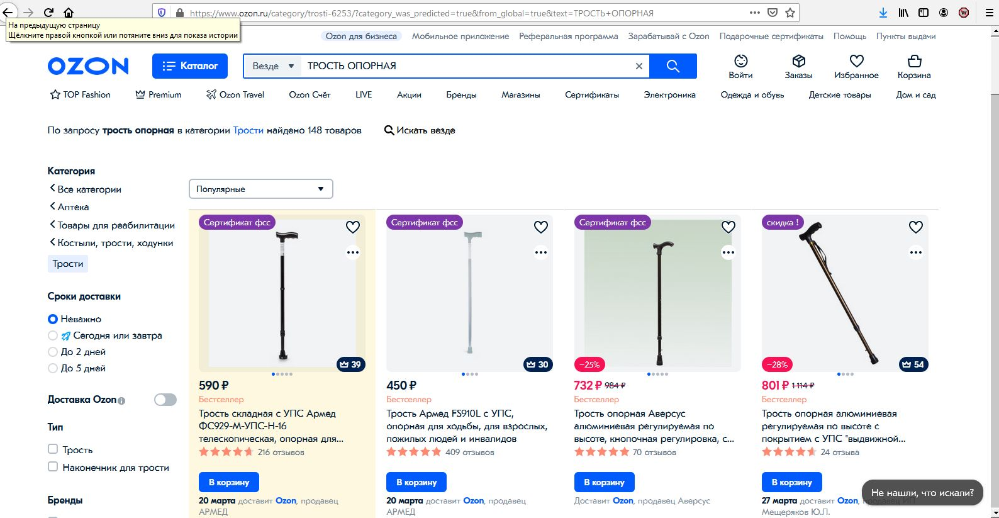 https://www.ozon.ru/category/trosti-6253/?category_was_predicted=true&from_global=true&text=ТРОСТЬ+ОПОРНАЯ
На предыдущую страницу
Щёлкните правой кнопкой или потяните вниз для показа истории
Ozon для бизнеса Мобильное приложение Реферальная программа Зарабатывай с Ozon Подарочные сертификаты Помощь Пункты выдачи
OZON Каталог Везде ТРОСТЬ ОПОРНАЯ Войти Заказы Избранное Корзина
TOP Fashion Premium Ozon Travel Ozon Счёт LIVE Акции Бренды Магазины Сертификаты Электроника Одежда и обувь Детские товары Дом и сад
По запросу трость опорная в категории Трости найдено 148 товаров Искать везде
Категория
Все категории
Аптека
Товары для реабилитации
Костыли, трости, ходунки
Трости
Сроки доставки
Неважно
Сегодня или завтра
До 2 дней
До 5 дней
Доставка Ozon
Тип
Трость
Наконечник для трости
Бренды
Популярные
Сертификат фсс
39
590 ₽
Бестселлер
Трость складная с УПС Армед
ФС929-М-УПС-Н-16
телескопическая, опорная для...
216 отзывов
В корзину
20 марта доставит Ozon, продавец
АРМЕД
Сертификат фсс
30
450 ₽
Бестселлер
Трость Армед FS910L с УПС,
опорная для ходьбы, для взрослых,
пожилых людей и инвалидов
409 отзывов
В корзину
20 марта доставит Ozon, продавец
АРМЕД
Сертификат фсс
−25%
732 ₽ 984 ₽
Бестселлер
Трость опорная Аверсус
алюминиевая регулируемая по
высоте, кнопочная регулировка, с...
70 отзывов
В корзину
Доставит Ozon, продавец Аверсус
скидка !
−28% 54
801 ₽ 1 114 ₽
Бестселлер
Трость опорная алюминиевая
регулируемая по высоте с
покрытием с УПС "выдвижной...
24 отзыва
В корзину
27 марта доставит Ozon, продавец ИП
Мещеряков Ю.Л.
Не нашли, что искали?